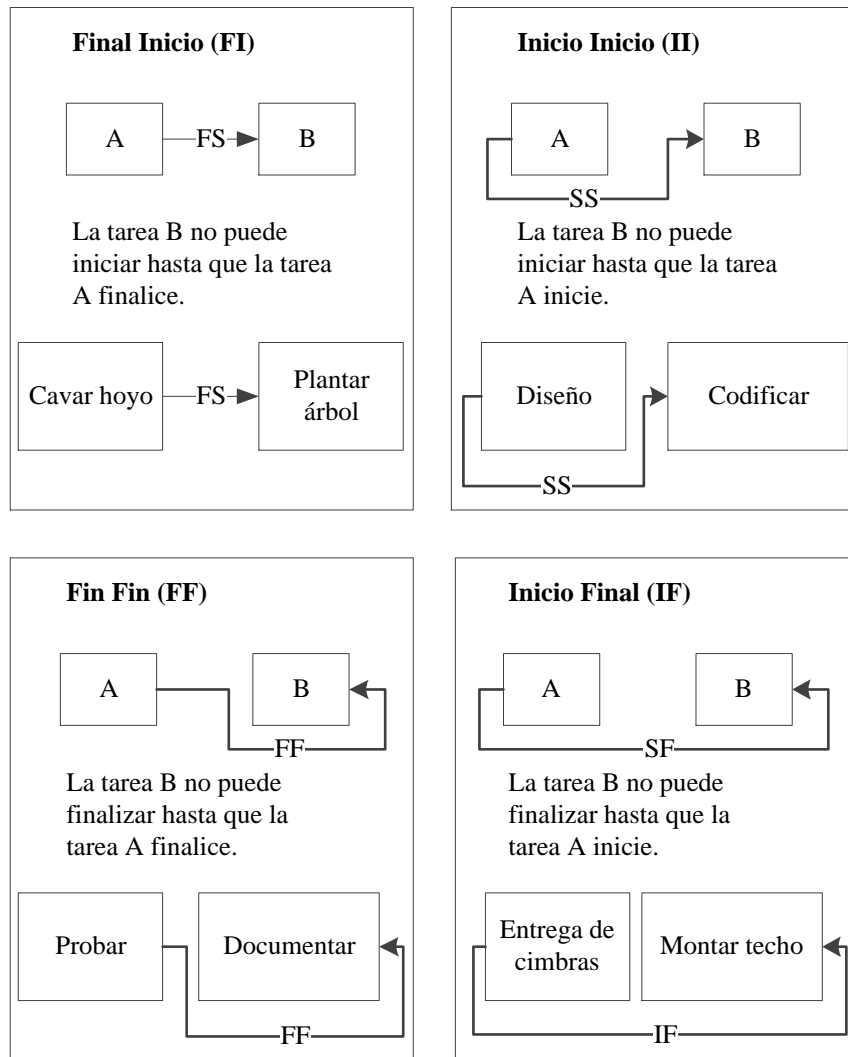 Final Inicio (FI)
A
FS
B
La tarea B no puede
iniciar hasta que la tarea
A finalice.
Cavar hoyo
FS
Plantar
árbol
Inicio Inicio (II)
A
B
SS
La tarea B no puede
iniciar hasta que la tarea
A inicie.
Diseño
Codificar
SS
Fin Fin (FF)
A
B
FF
La tarea B no puede
finalizar hasta que la
tarea A finalice.
Probar
Documentar
FF
Inicio Final (IF)
A
B
SF
La tarea B no puede
finalizar hasta que la
tarea A inicie.
Entrega de
cimbras
Montar techo
IF